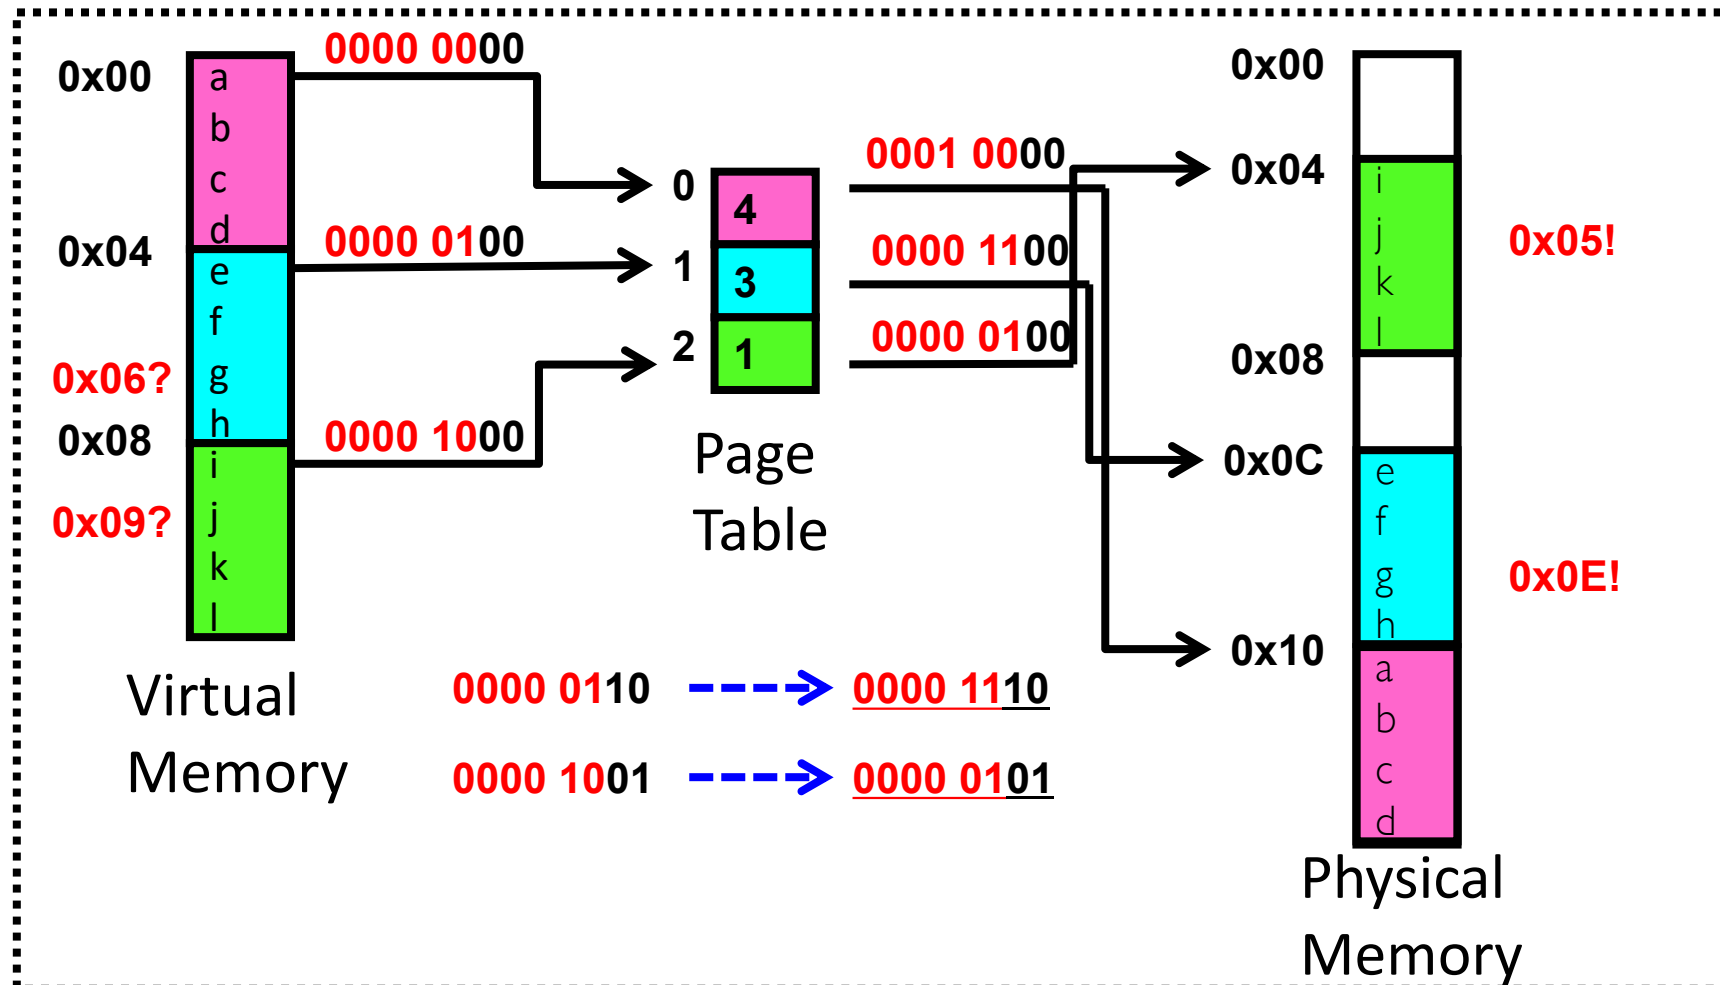 0x00
a
b
c
d
0x04
e
f
0x06?
g
h
0x08
i
0x09?
j
k
l
Virtual
Memory
0000 0000
0000 0100
0000 1000
0
4
1
3
2
1
Page
Table
0001 0000
0000 1100
0000 0100
0000 0110
0000 1110
0000 1001
0000 0101
0x00
0x04
i
j
k
l
0x05!
0x08
0x0C
e
f
g
h
0x0E!
0x10
a
b
c
d
Physical
Memory